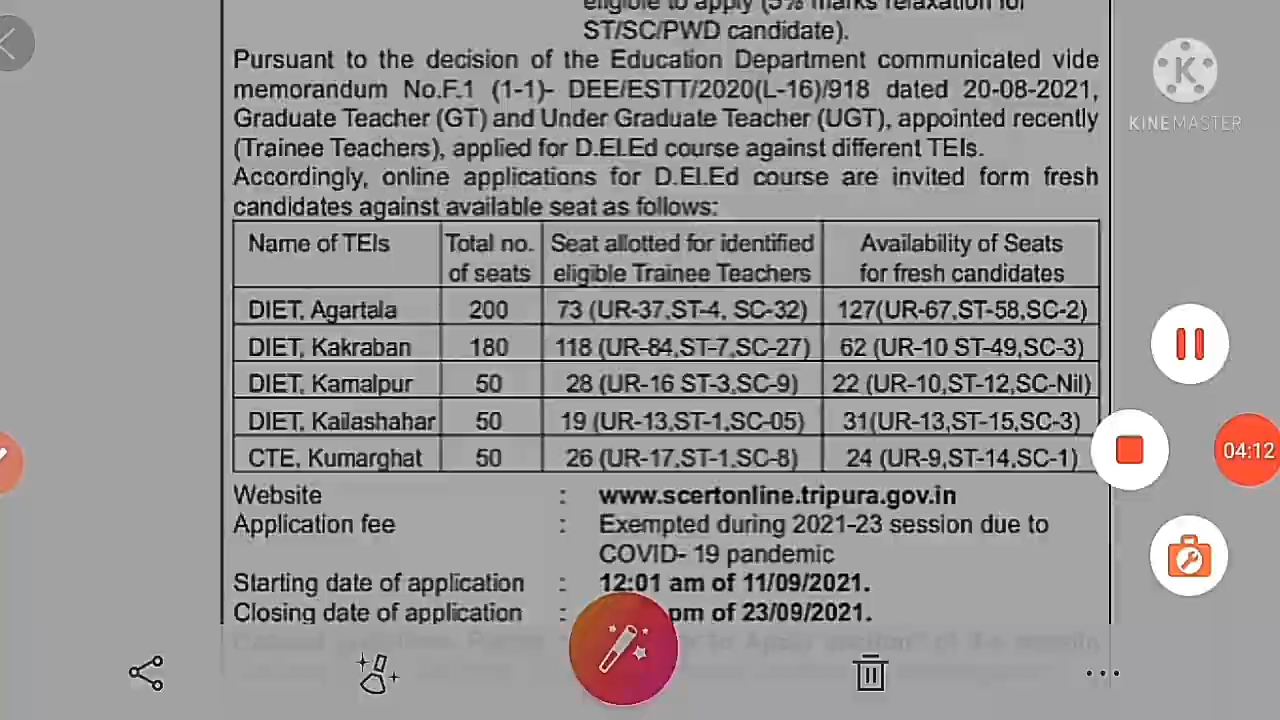 eligible to apply (5% marks relaxation for
ST/SC/PWD candidate).
Pursuant to the decision of the Education Department communicated vide
memorandum No.F.1 (1-1)- DEE/ESTT/2020(L-16)/918 dated 20-08-2021,
Graduate Teacher (GT) and Under Graduate Teacher (UGT), appointed recently
(Trainee Teachers), applied for D.El.Ed course against different TEIs.
Accordingly, online applications for D.El.Ed course are invited form fresh
candidates against available seat as follows:
Name of TEIs Total no. of seats Seat allotted for identified eligible Trainee Teachers Availability of Seats for fresh candidates
DIET, Agartala 200 73 (UR-37,ST-4, SC-32) 127(UR-67,ST-58,SC-2)
DIET, Kakraban 180 118 (UR-84,ST-7,SC-27) 62 (UR-10 ST-49,SC-3)
DIET, Kamalpur 50 28 (UR-16 ST-3,SC-9) 22 (UR-10,ST-12,SC-Nil)
DIET, Kailashahar 50 19 (UR-13,ST-1,SC-05) 31(UR-13,ST-15,SC-3)
CTE, Kumarghat 50 26 (UR-17,ST-1,SC-8) 24 (UR-9,ST-14,SC-1)
Website : www.scertonline.tripura.gov.in
Application fee : Exempted during 2021-23 session due to
COVID- 19 pandemic
Starting date of application : 12:01 am of 11/09/2021.
Closing date of application : pm of 23/09/2021.
KINEMASTER
04:12